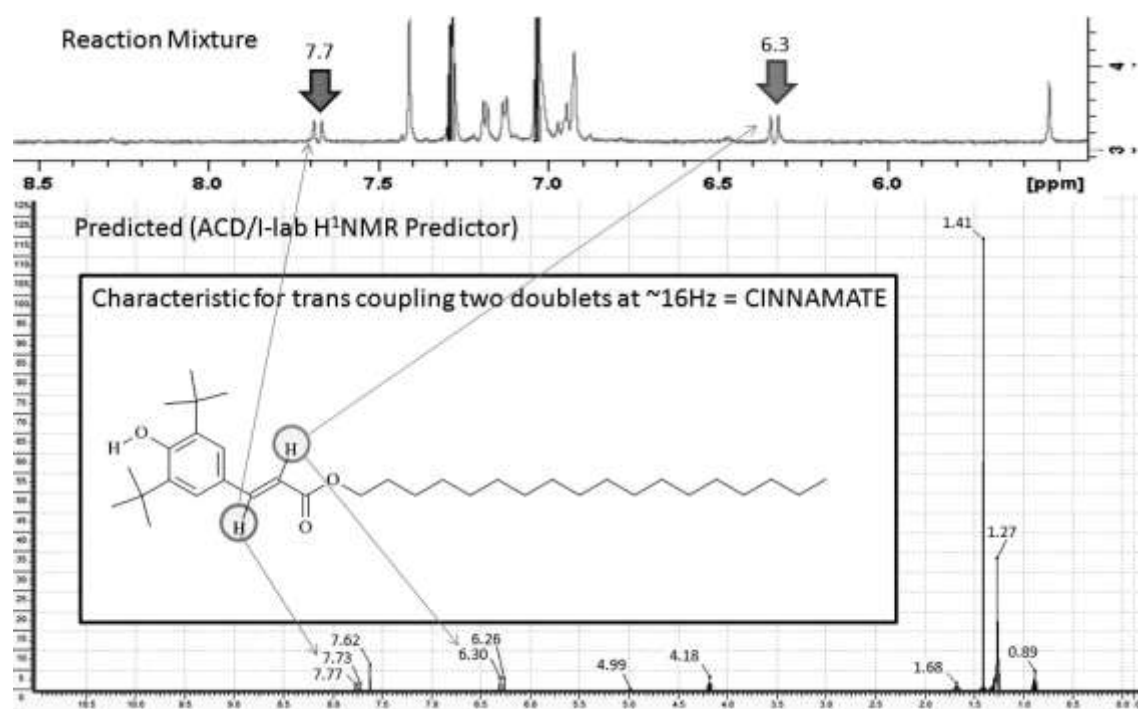 Reaction Mixture
7.7
6.3
4
3
8.5 8.0 7.5 7.0 6.5 6.0 [ppm]
Predicted (ACD/I-lab H¹NMR Predictor)
1.41
Characteristic for trans coupling two doublets at ~16Hz = CINNAMATE
H
O
H
O
H
O
1.27
7.62
7.73
7.77
6.26
6.30
4.99
4.18
1.68
0.89